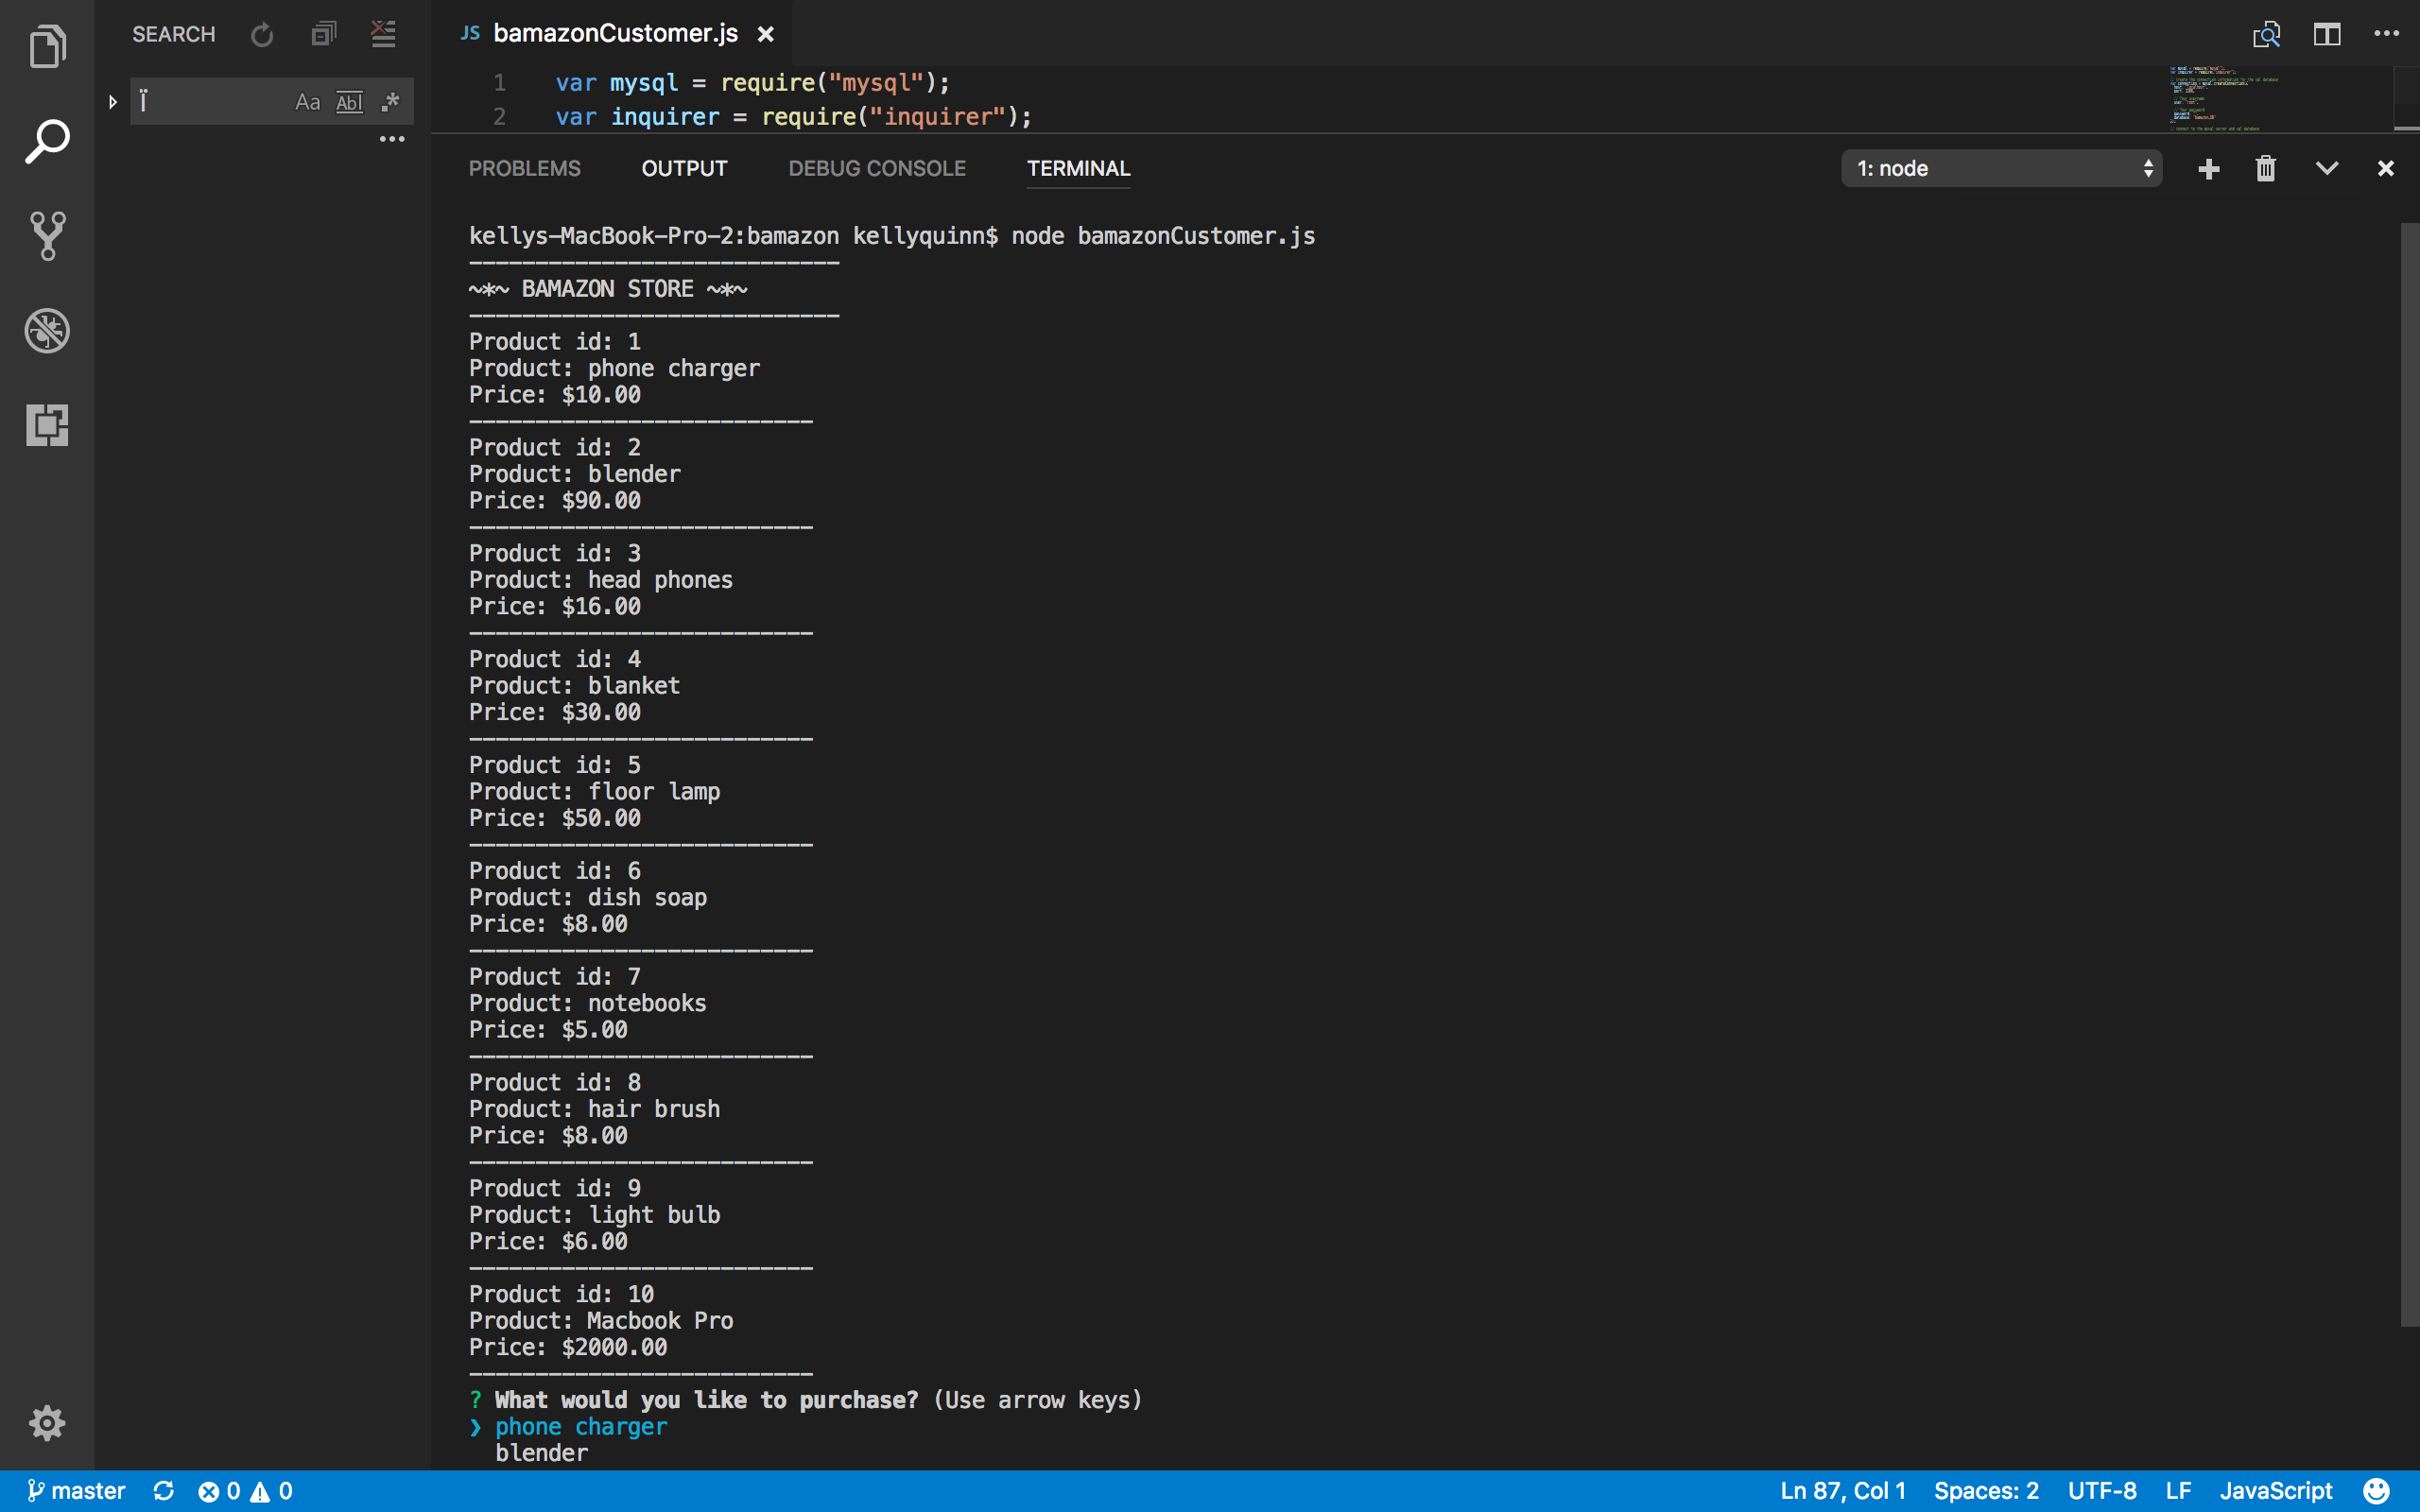 SEARCH
Ï
Aa Abl .*
JS bamazonCustomer.js
1 var mysql = require("mysql");
2 var inquirer = require("inquirer");
PROBLEMS OUTPUT DEBUG CONSOLE TERMINAL 1: node
kellys-MacBook-Pro-2:bamazon kellyquinn$ node bamazonCustomer.js
----------------------------
~*~ BAMAZON STORE ~*~
----------------------------
Product id: 1
Product: phone charger
Price: $10.00
--------------------------
Product id: 2
Product: blender
Price: $90.00
--------------------------
Product id: 3
Product: head phones
Price: $16.00
--------------------------
Product id: 4
Product: blanket
Price: $30.00
--------------------------
Product id: 5
Product: floor lamp
Price: $50.00
--------------------------
Product id: 6
Product: dish soap
Price: $8.00
--------------------------
Product id: 7
Product: notebooks
Price: $5.00
--------------------------
Product id: 8
Product: hair brush
Price: $8.00
--------------------------
Product id: 9
Product: light bulb
Price: $6.00
--------------------------
Product id: 10
Product: Macbook Pro
Price: $2000.00
--------------------------
? What would you like to purchase? (Use arrow keys)
❯ phone charger
blender
master 0 0 Ln 87, Col 1 Spaces: 2 UTF-8 LF JavaScript